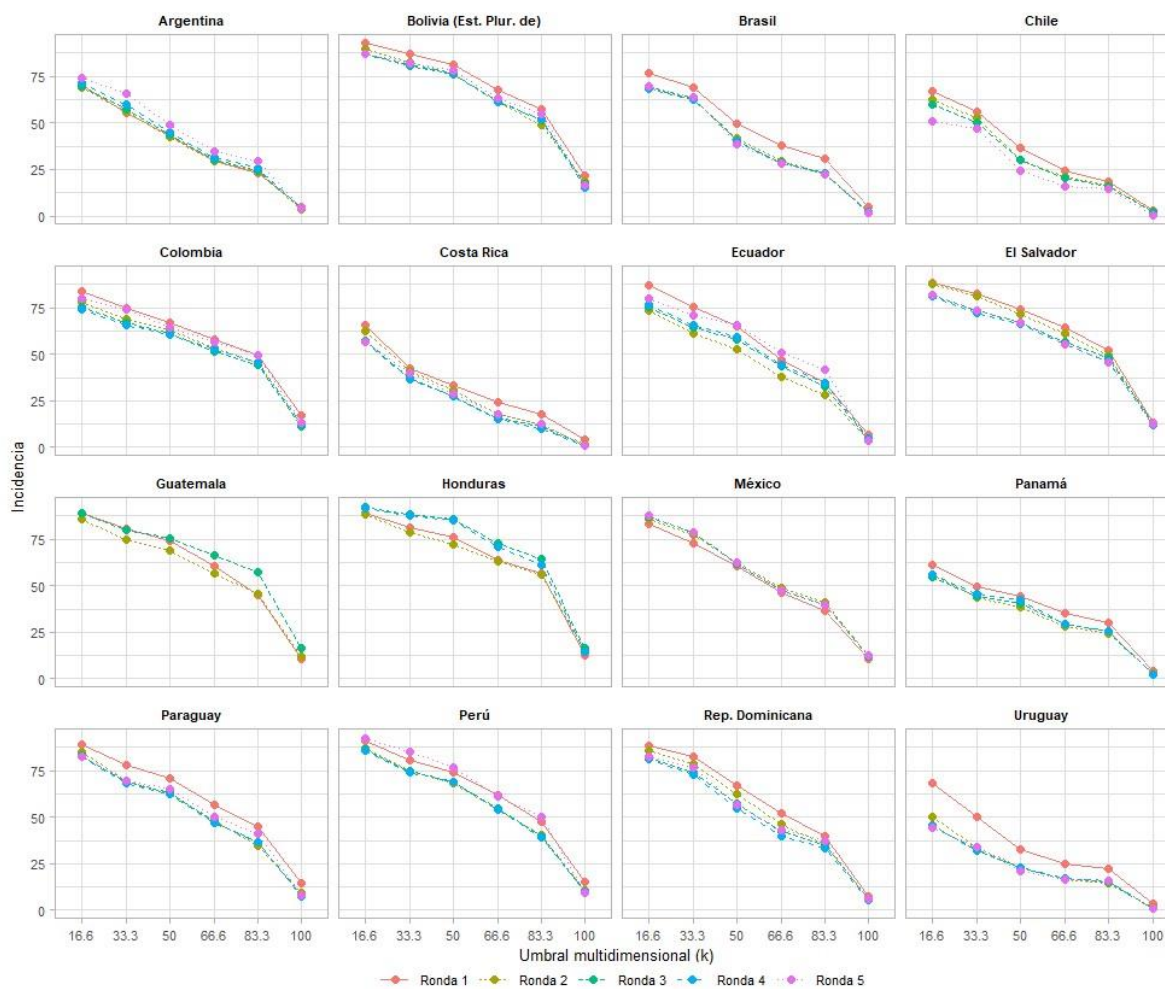 Argentina
Bolivia (Est. Plur. de)
Brasil
Chile
75
50
25
0
Colombia
Costa Rica
Ecuador
El Salvador
75
50
25
0
Incidencia
Guatemala
Honduras
México
Panamá
75
50
25
0
Paraguay
Perú
Rep. Dominicana
Uruguay
75
50
25
0
16.6 33.3 50 66.6 83.3 100
16.6 33.3 50 66.6 83.3 100
16.6 33.3 50 66.6 83.3 100
16.6 33.3 50 66.6 83.3 100
Umbral multidimensional (k)
Ronda 1 Ronda 2 Ronda 3 Ronda 4 Ronda 5